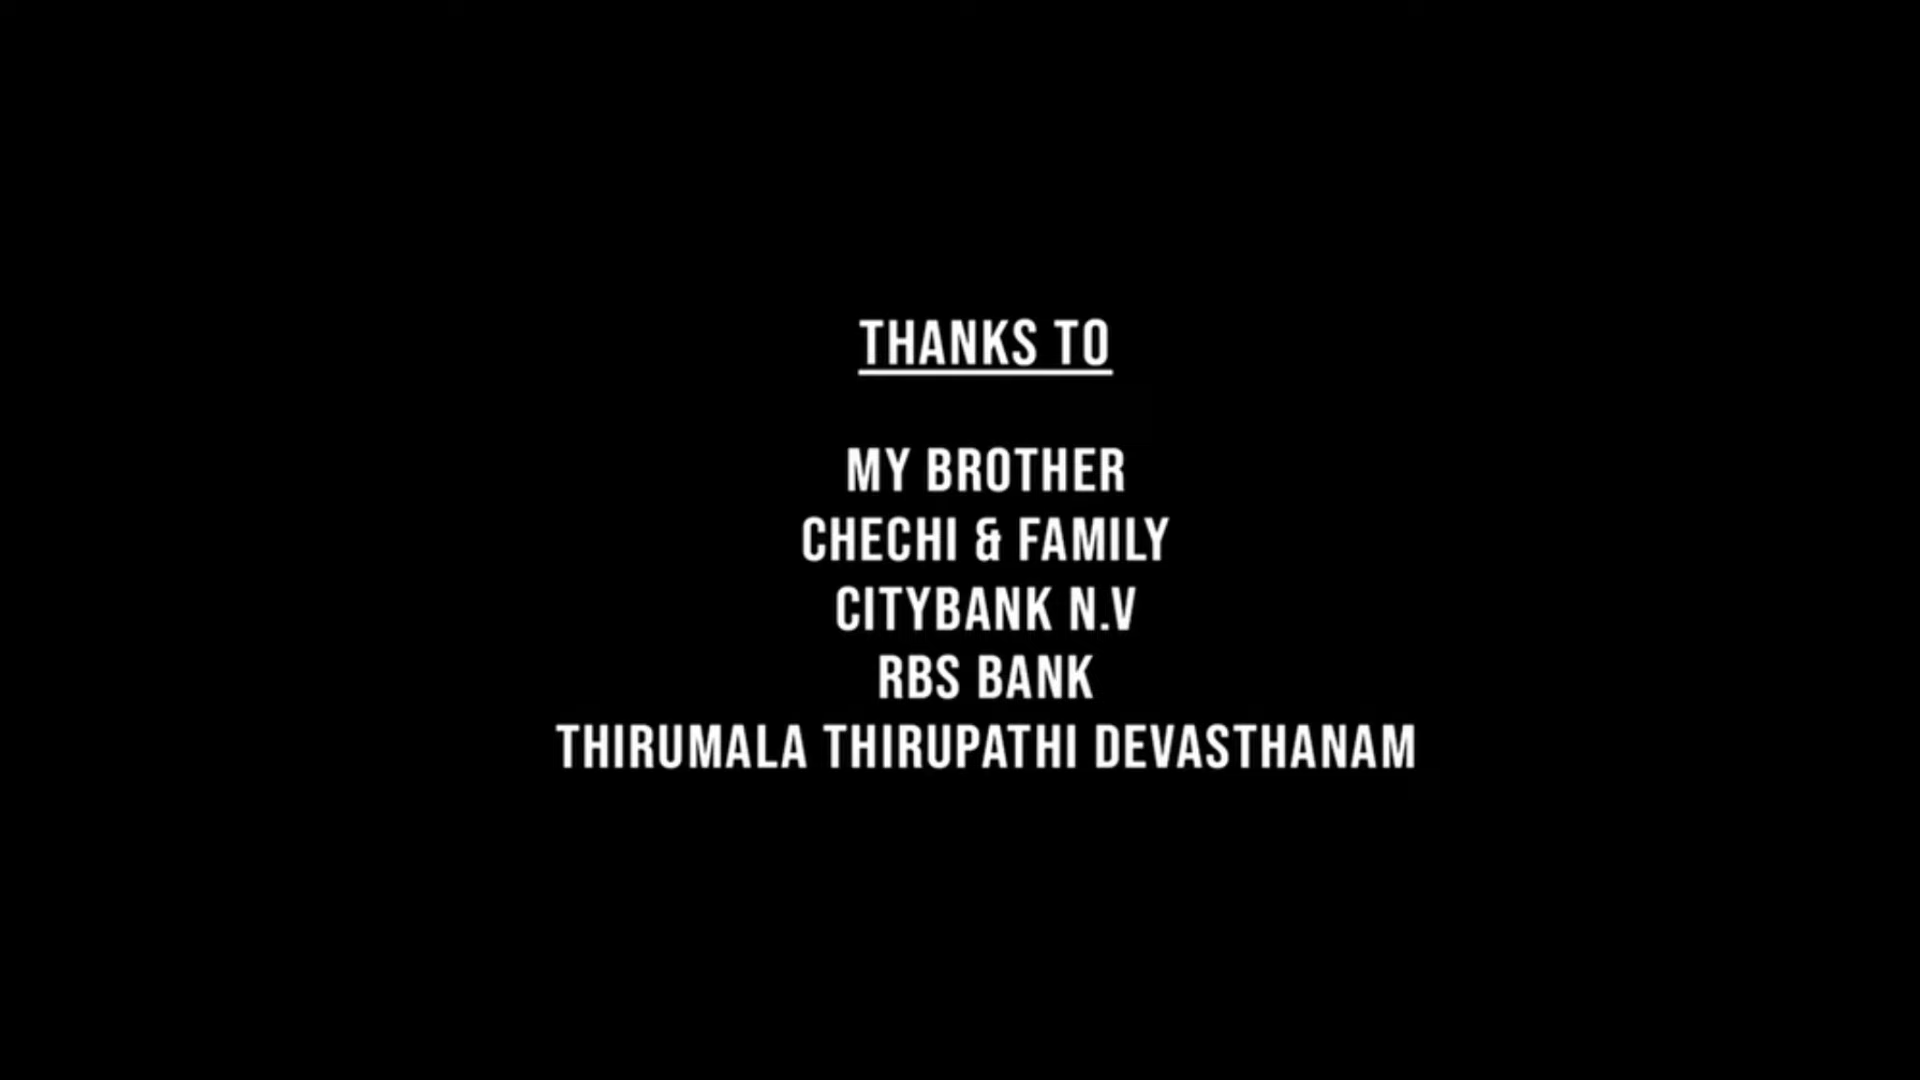 THANKS TO
MY BROTHER
CHECHI & FAMILY
CITYBANK N.V
RBS BANK
THIRUMALA THIRUPATHI DEVASTHANAM